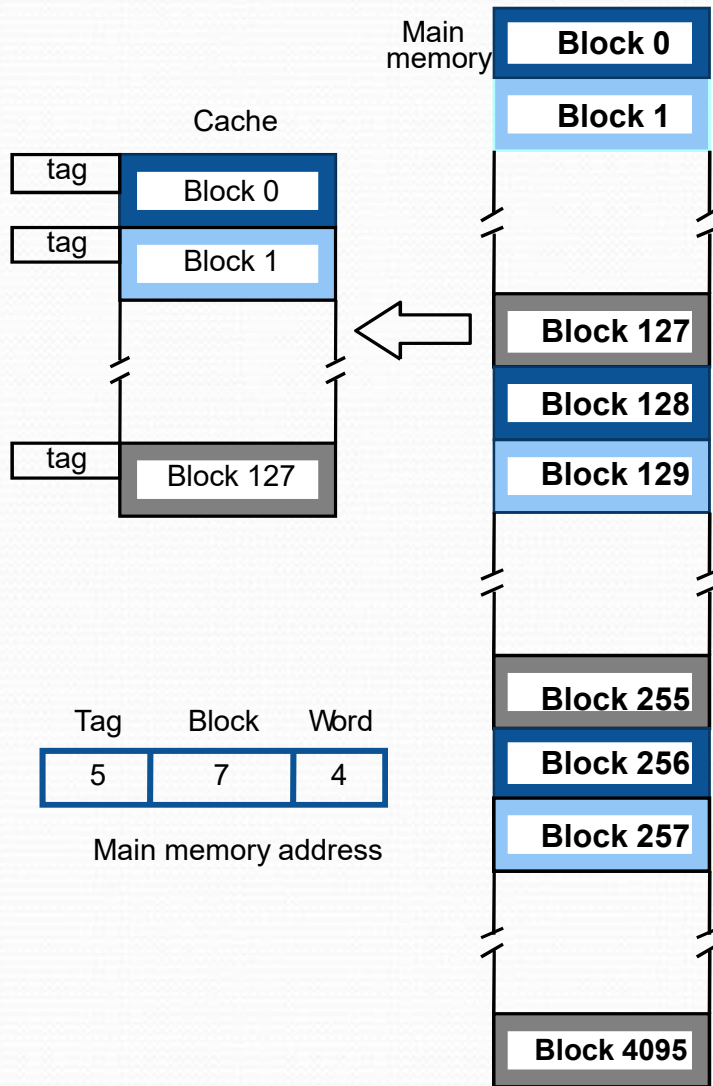 Main
memory
Block 0
Block 1
Cache
tag
Block 0
tag
Block 1
tag
Block 127
Block 127
Block 128
Block 129
Block 255
Block 256
Block 257
Block 4095
Tag Block Word
5 7 4
Main memory address